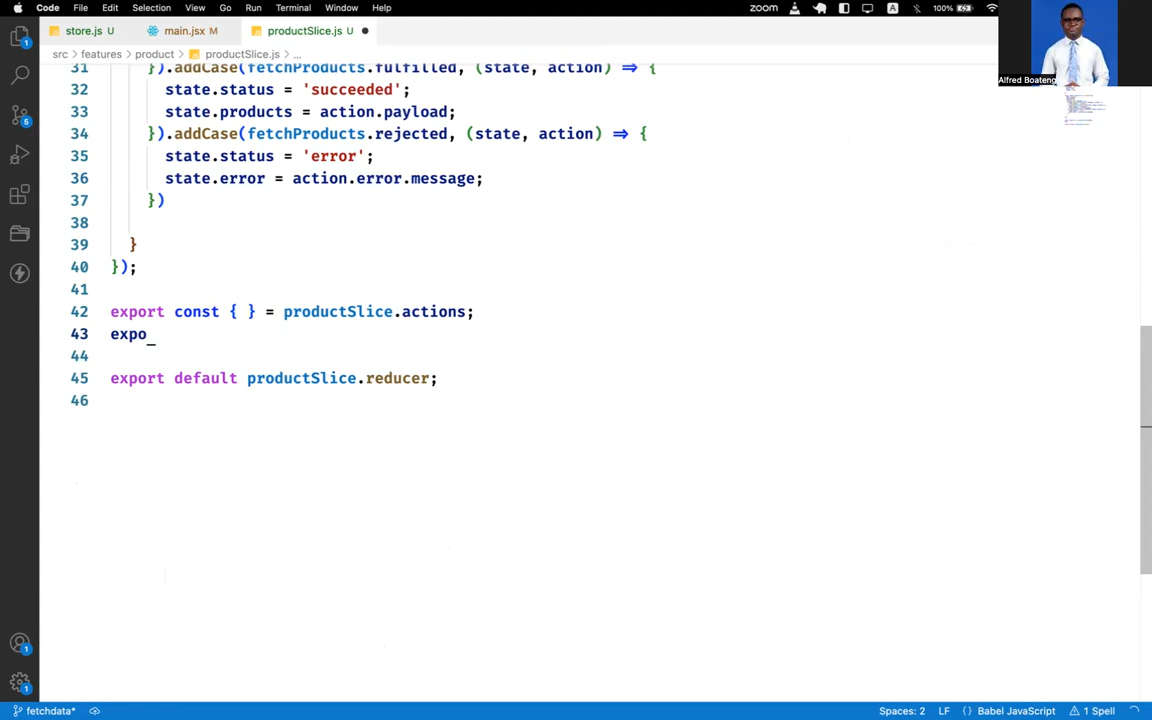 Code File Edit Selection View Go Run Terminal Window Help zoom A 100%
store.js U main.jsx M productSlice.js U
src > features > product > productSlice.js > ...
Alfred Boateng
31 }).addCase(fetchProducts.fulfilled, (state, action) => {
32 state.status = 'succeeded';
33 state.products = action.payload;
34 }).addCase(fetchProducts.rejected, (state, action) => {
35 state.status = 'error';
36 state.error = action.error.message;
37 })
38
39 }
40 });
41
42 export const { } = productSlice.actions;
43 expo_
44
45 export default productSlice.reducer;
46
1
5
1
1
fetchdata* Spaces: 2 LF {} Babel JavaScript 1 Spell